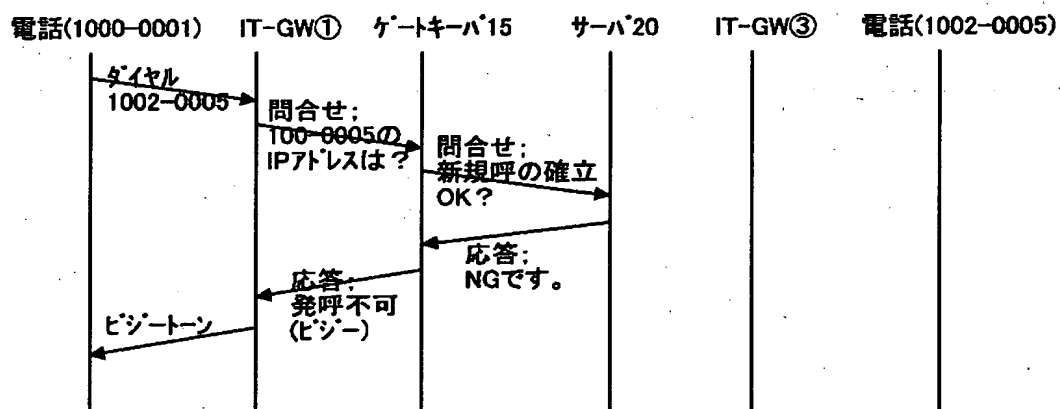 電話(1000-0001) IT-GW① ゲートキーパ15 サーバ20 IT-GW③ 電話(1002-0005)
ダイヤル
1002-0005
問合せ;
100-0005の
IPアドレスは?
問合せ;
新規呼の確立
OK?
応答;
NGです。
応答;
発呼不可
(ビジー)
ビジートーン